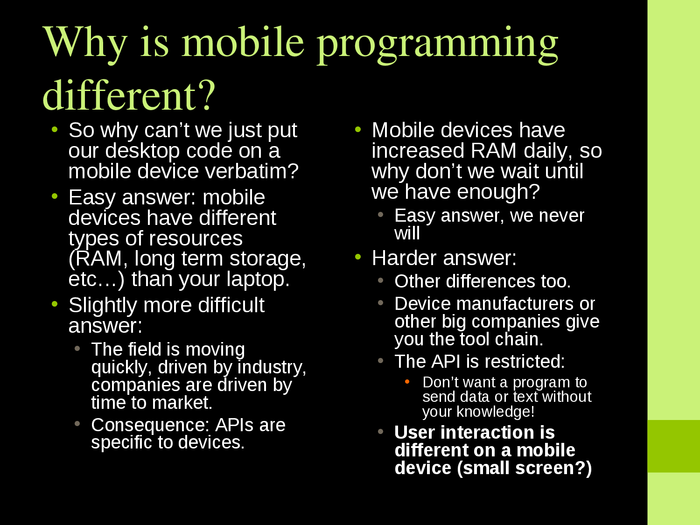 Why is mobile programming
different?
• So why can’t we just put
our desktop code on a
mobile device verbatim?
• Easy answer: mobile
devices have different
types of resources
(RAM, long term storage,
etc…) than your laptop.
• Slightly more difficult
answer:
• The field is moving
quickly, driven by industry,
companies are driven by
time to market.
• Consequence: APIs are
specific to devices.
• Mobile devices have
increased RAM daily, so
why don’t we wait until
we have enough?
• Easy answer, we never
will
• Harder answer:
• Other differences too.
• Device manufacturers or
other big companies give
you the tool chain.
• The API is restricted:
• Don’t want a program to
send data or text without
your knowledge!
• User interaction is
different on a mobile
device (small screen?)